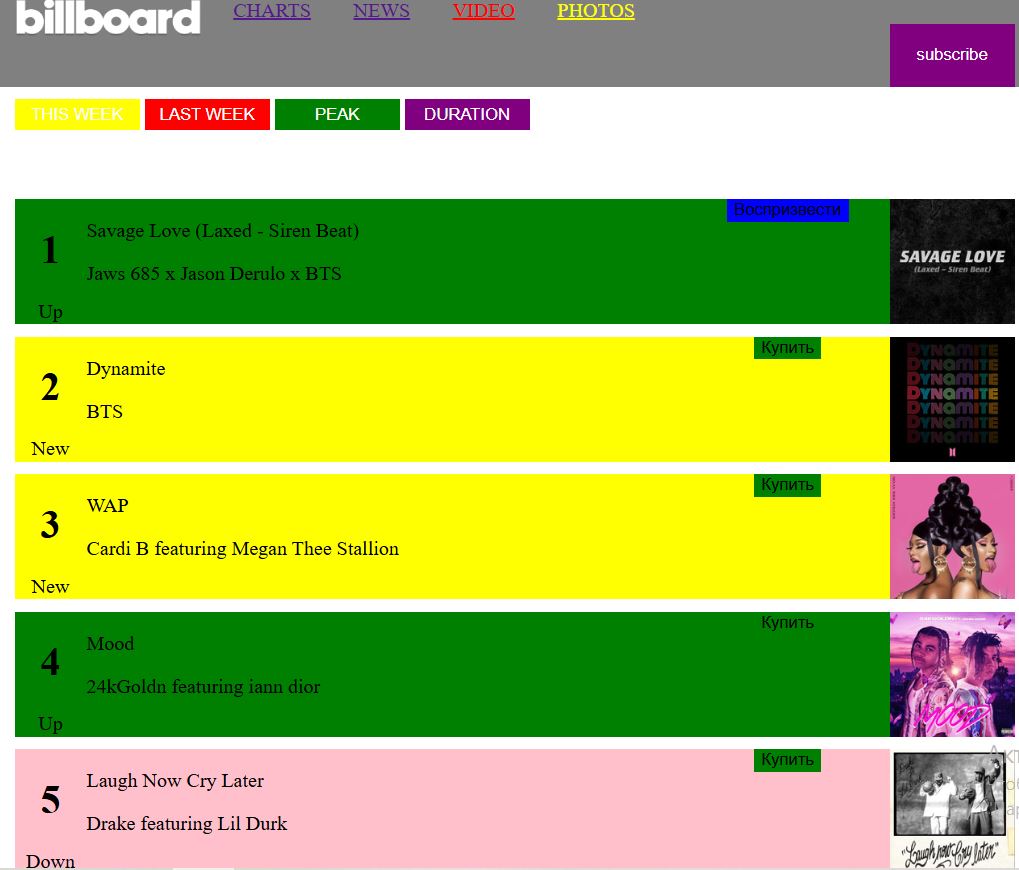 billboard CHARTS NEWS VIDEO PHOTOS
subscribe
THIS WEEK LAST WEEK PEAK DURATION
Воспризвести
1
Savage Love (Laxed - Siren Beat)
Jaws 685 x Jason Derulo x BTS
Up
SAVAGE LOVE
(Laxed – Siren Beat)
Купить
2
Dynamite
BTS
New
DYNAMITE
DYNAMITE
DYNAMITE
DYNAMITE
DYNAMITE
DYNAMITE
DYNAMITE
Купить
3
WAP
Cardi B featuring Megan Thee Stallion
New
Купить
4
Mood
24kGoldn featuring iann dior
Up
MOOD
Купить
5
Laugh Now Cry Later
Drake featuring Lil Durk
Down
"Laugh now Cry later"